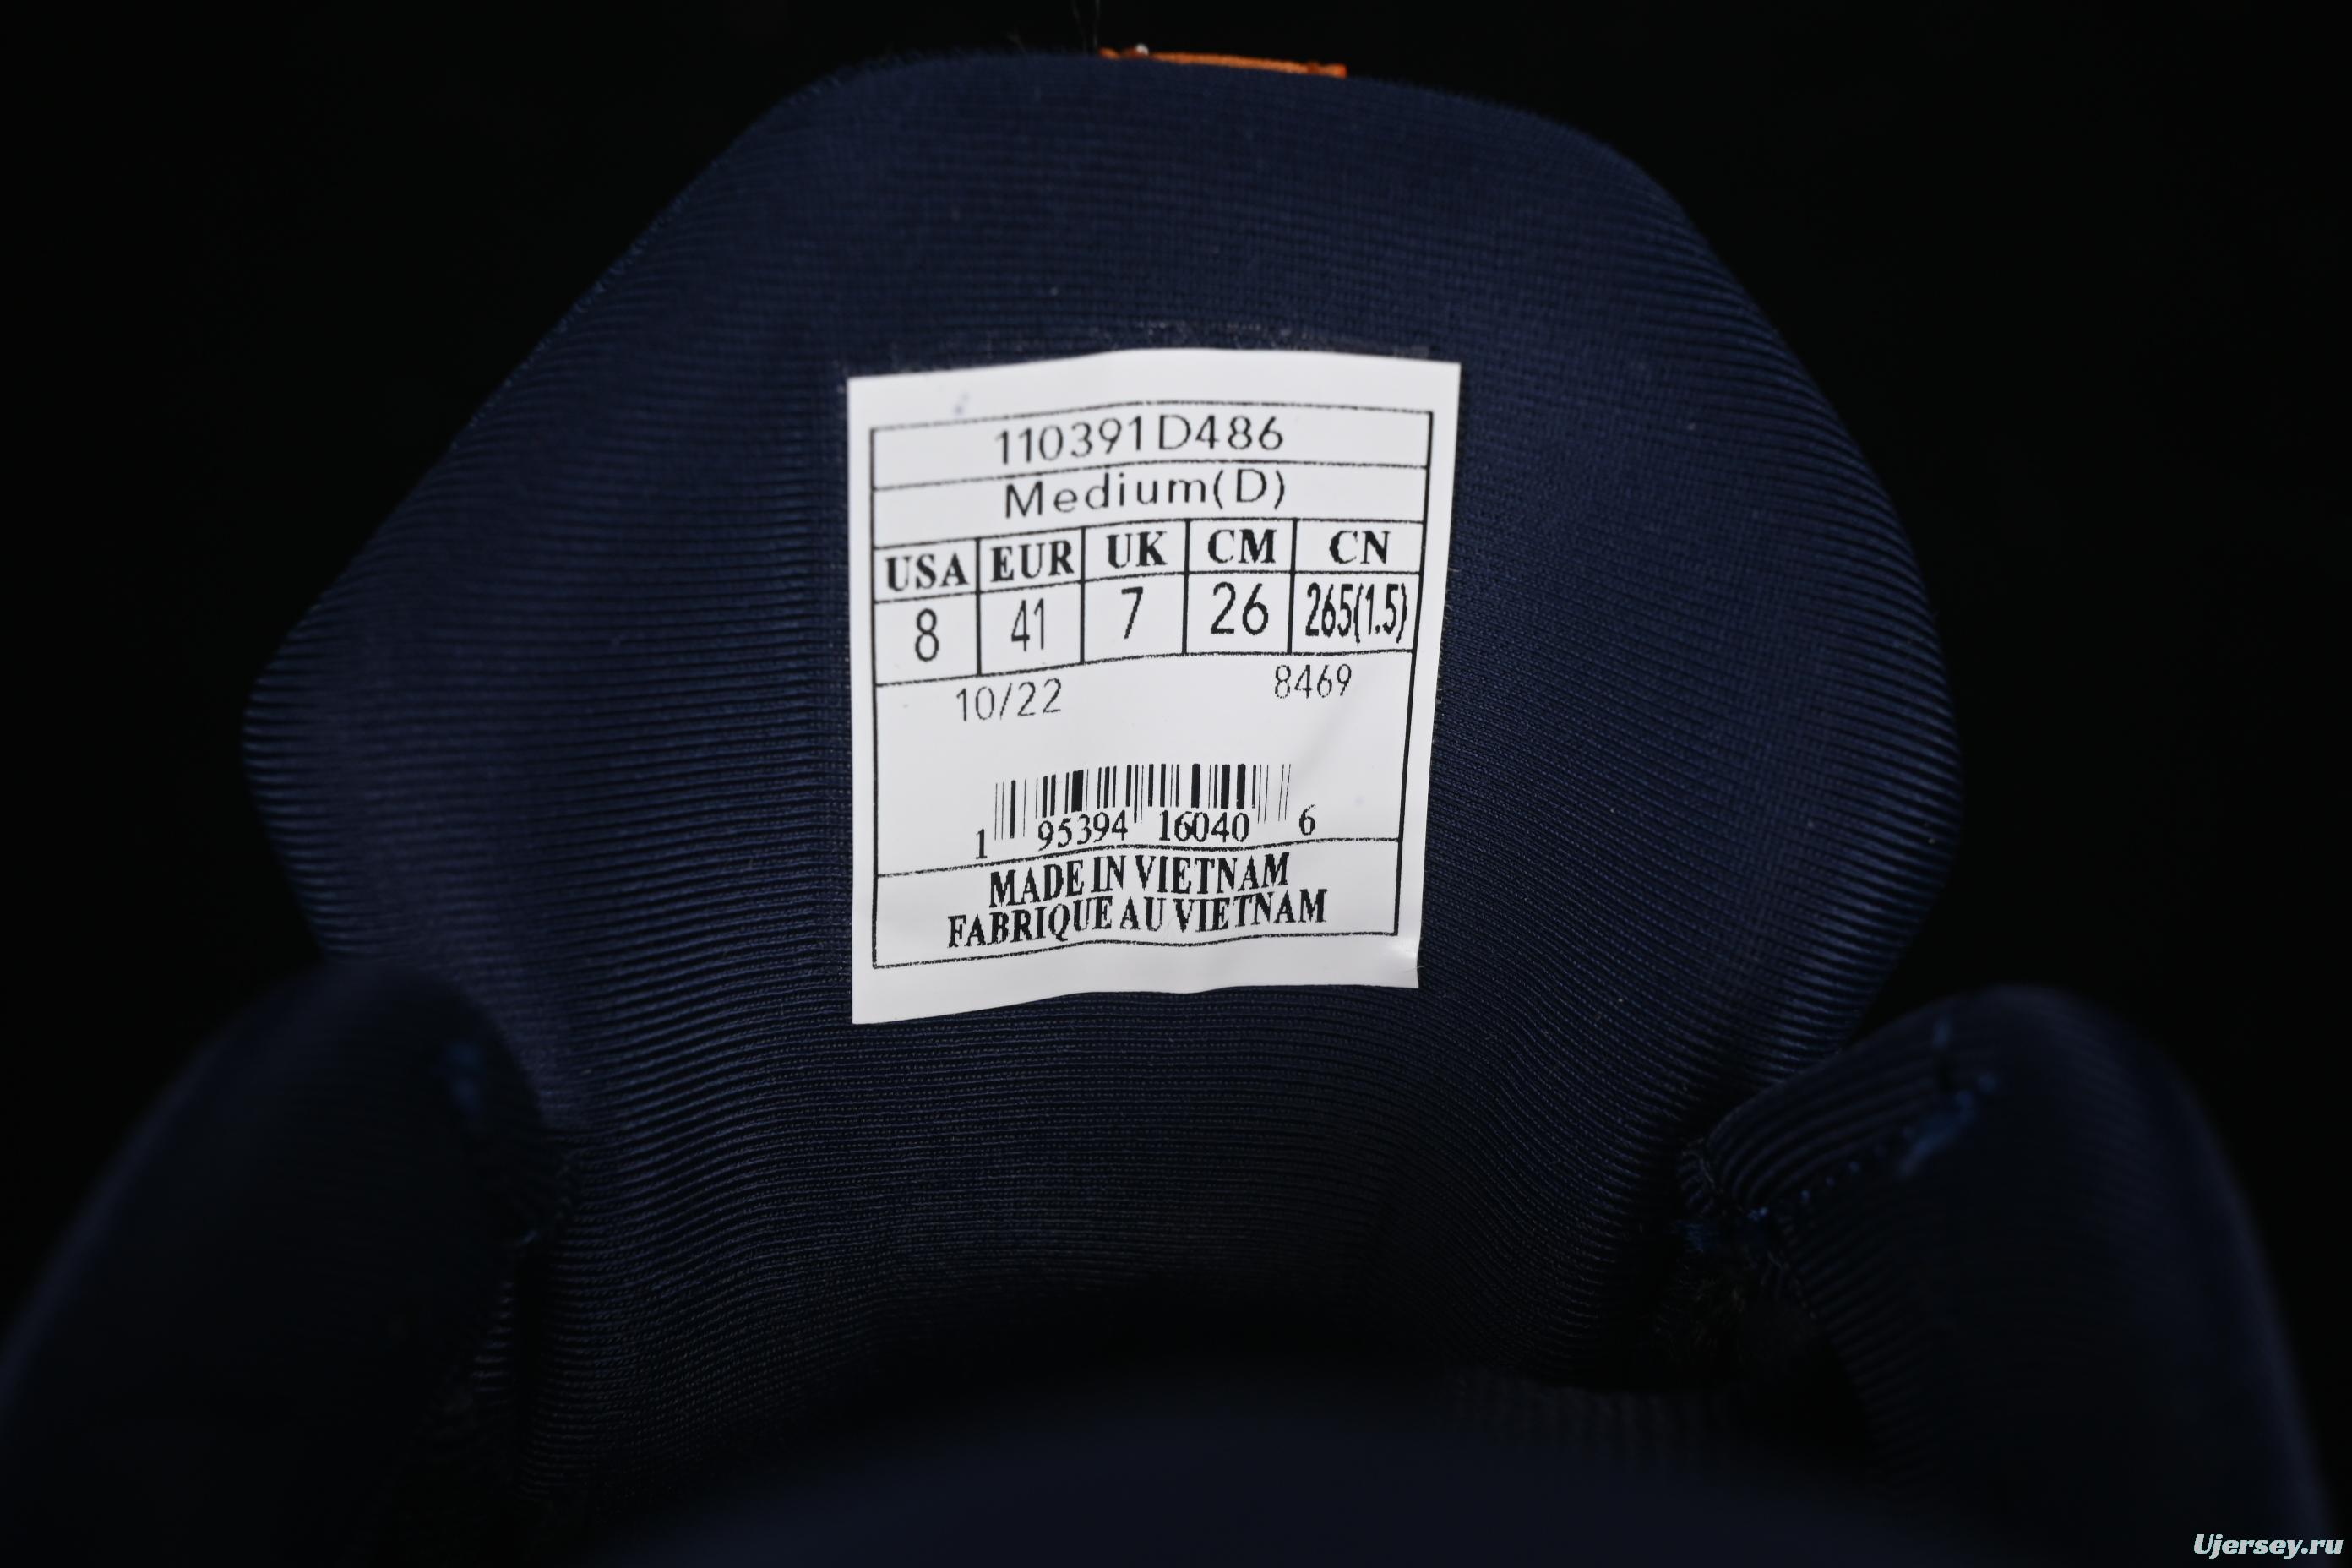 110391D486
Medium(D)
USA EUR UK CM CN
8 41 7 26 265(1.5)
10/22 8469
1 95394 16040 6
MADE IN VIETNAM
FABRIQUE AU VIETNAM
Ujersey.ru